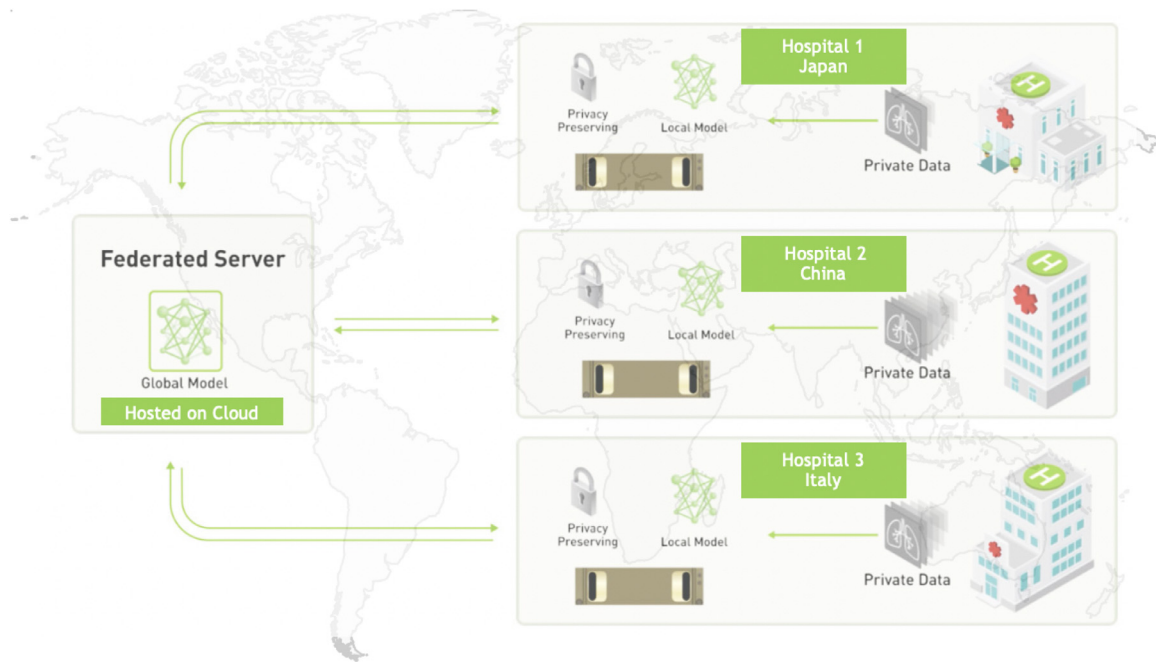 Hospital 1
Japan
Privacy
Preserving
Local Model
Private Data
Federated Server
Global Model
Hosted on Cloud
Hospital 2
China
Privacy
Preserving
Local Model
Private Data
Hospital 3
Italy
Privacy
Preserving
Local Model
Private Data
H
H
H